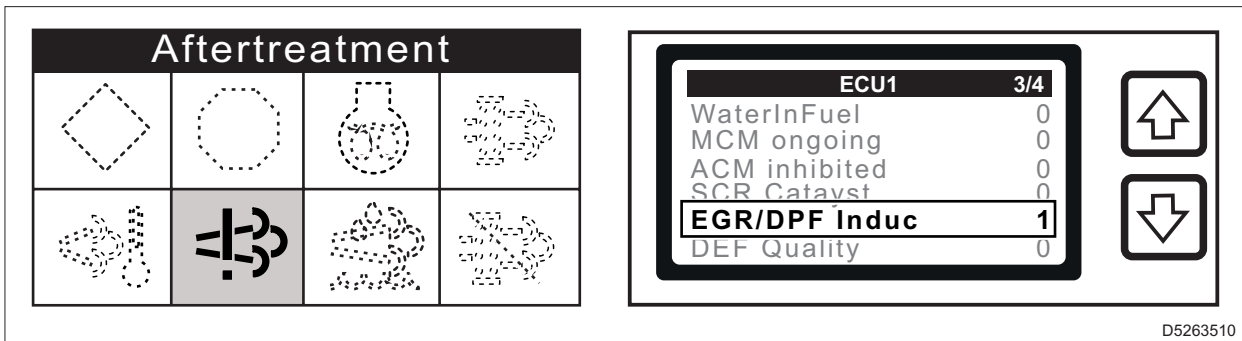 Aftertreatment
ECU1 3/4
WaterInFuel 0
MCM ongoing 0
ACM inhibited 0
SCR Catayst 0
EGR/DPF Induc 1
DEF Quality 0
D5263510